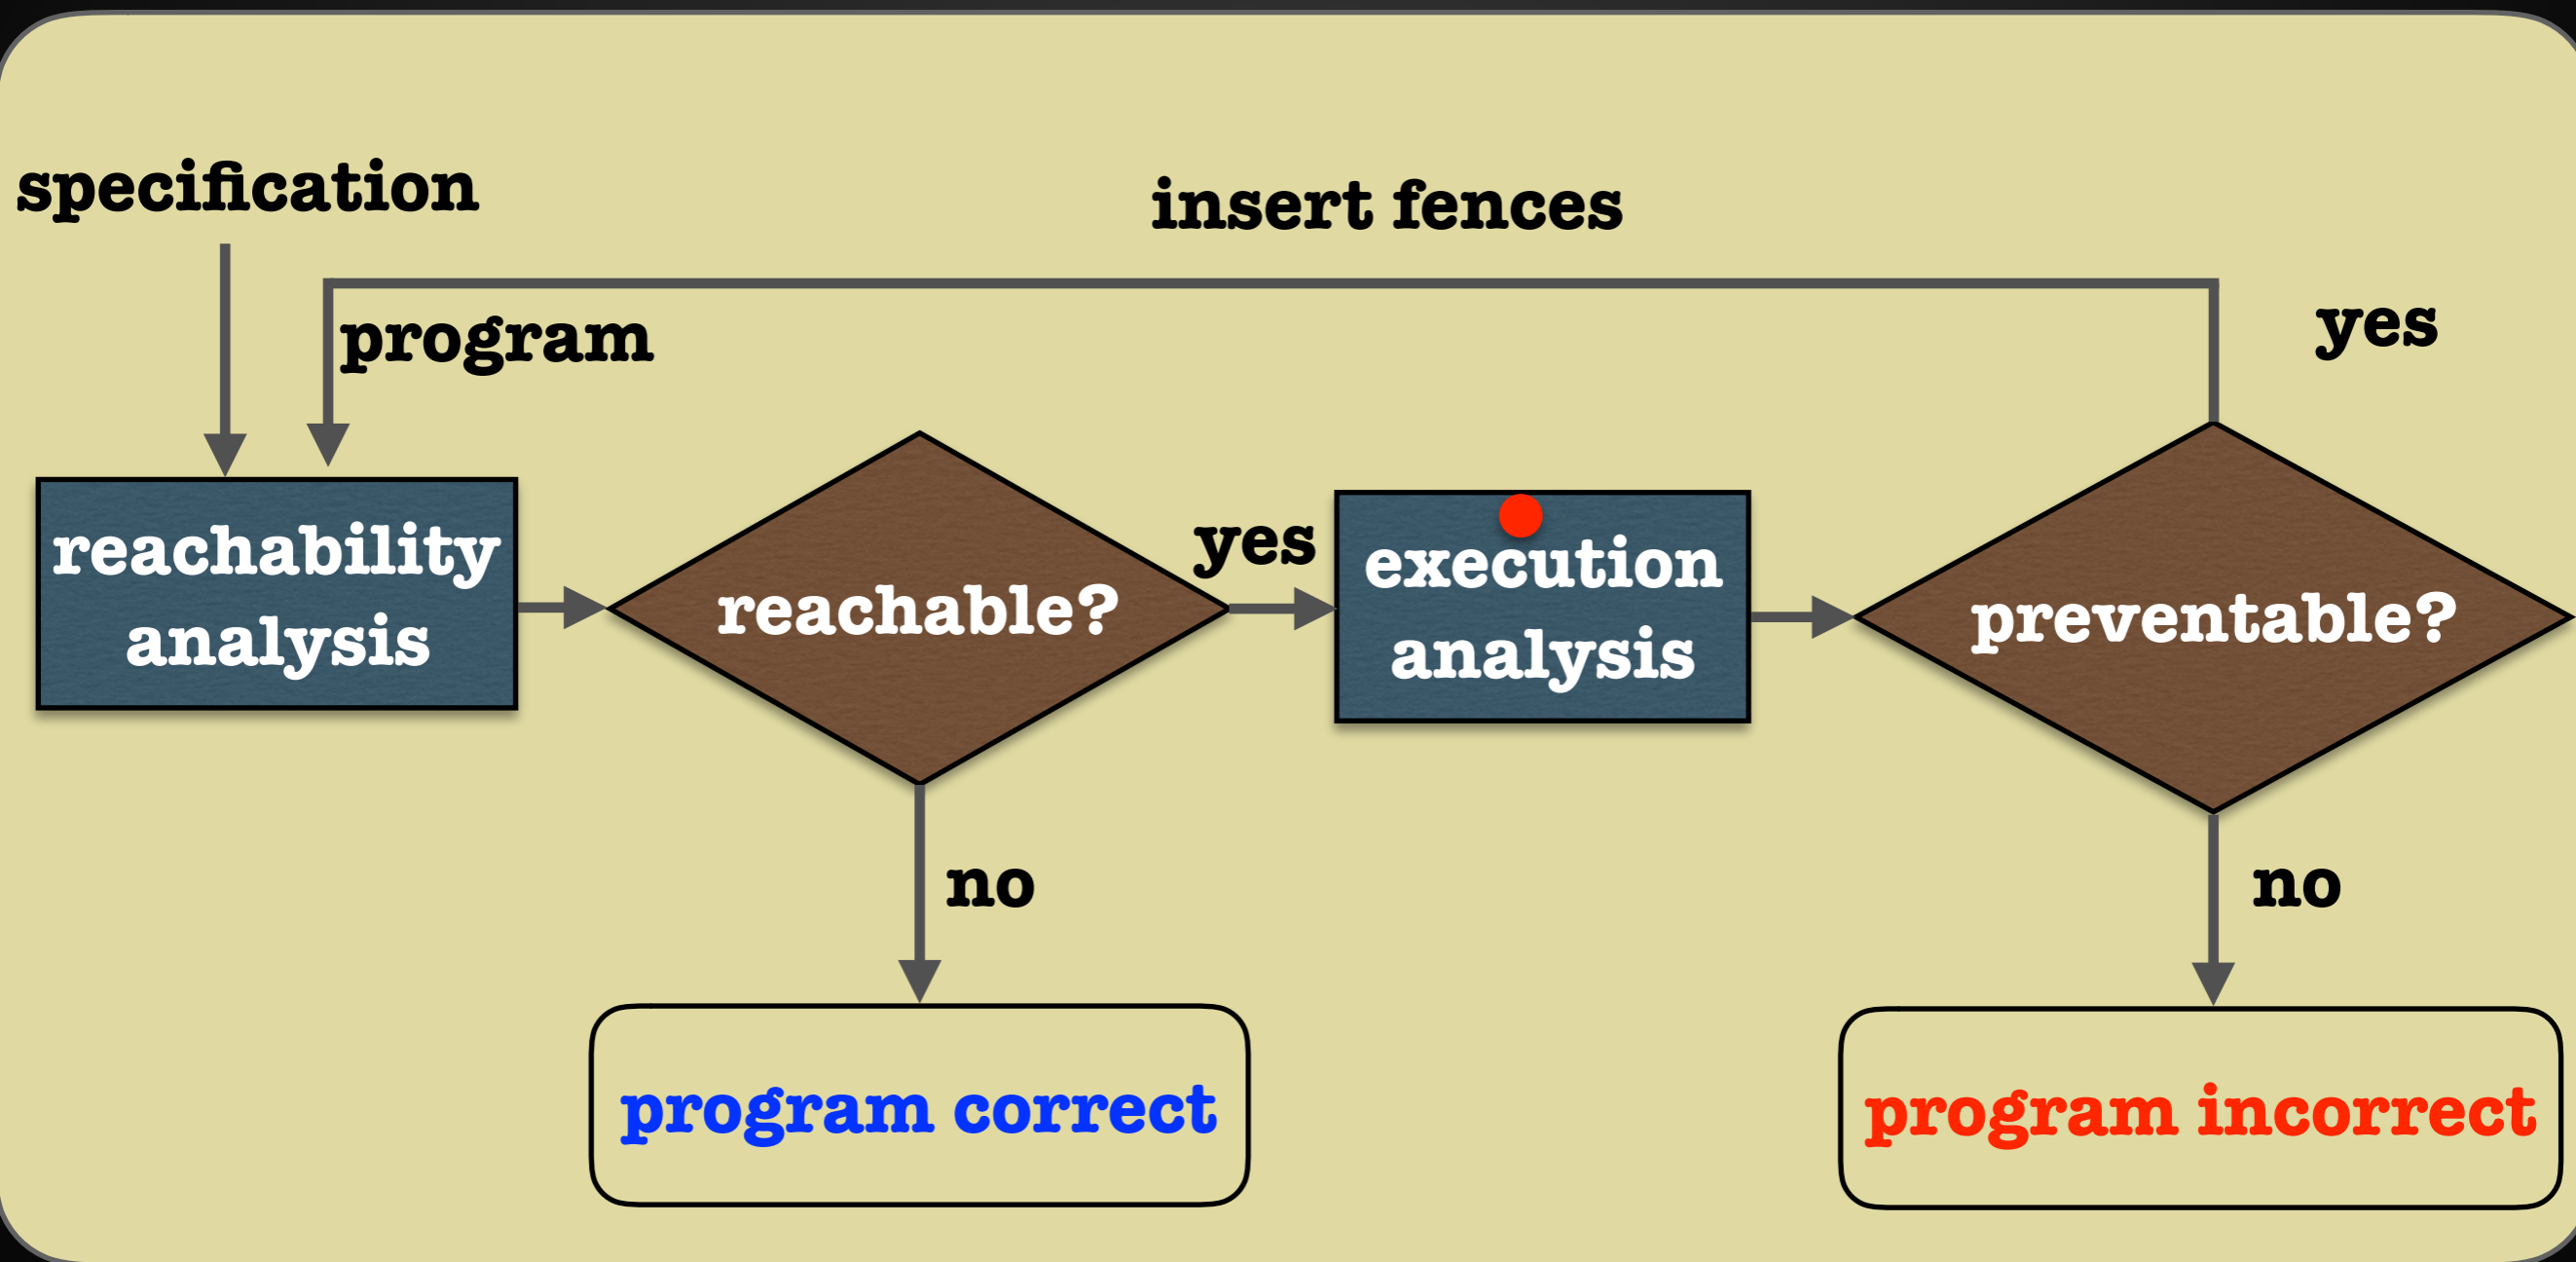 specification
insert fences
program
yes
reachability
analysis
reachable?
yes
execution
analysis
preventable?
no
no
program correct
program incorrect